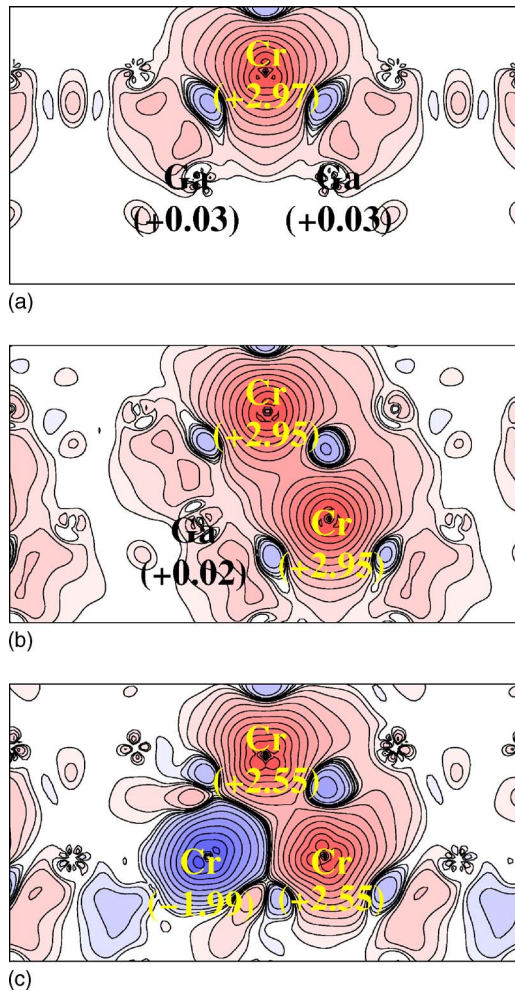 Cr
(+2.97)
Ga Ga
(+0.03) (+0.03)
(a)
Cr
(+2.95)
Ga Cr
(+0.02) (+2.95)
(b)
Cr
(+2.55)
Cr Cr
(−1.99) (+2.55)
(c)